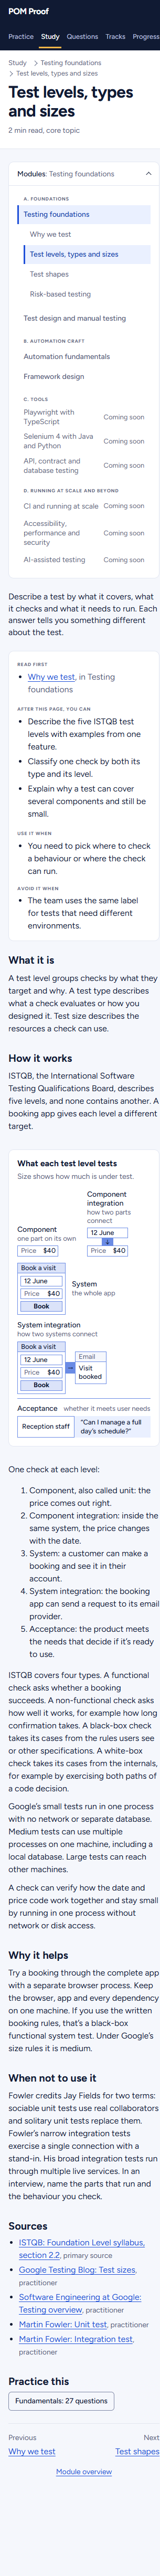 POM Proof
Practice Study Questions Tracks Progress
Study > Testing foundations
> Test levels, types and sizes
Test levels, types
and sizes
2 min read, core topic
Modules: Testing foundations
A. FOUNDATIONS
Testing foundations
Why we test
Test levels, types and sizes
Test shapes
Risk-based testing
Test design and manual testing
B. AUTOMATION CRAFT
Automation fundamentals
Framework design
C. TOOLS
Playwright with
TypeScript
Coming soon
Selenium 4 with Java
and Python
Coming soon
API, contract and
database testing
Coming soon
D. RUNNING AT SCALE AND BEYOND
CI and running at scale Coming soon
Accessibility,
performance and
security
Coming soon
AI-assisted testing Coming soon
Describe a test by what it covers, what
it checks and what it needs to run. Each
answer tells you something different
about the test.
READ FIRST
• Why we test, in Testing
foundations
AFTER THIS PAGE, YOU CAN
• Describe the five ISTQB test
levels with examples from one
feature.
• Classify one check by both its
type and its level.
• Explain why a test can cover
several components and still be
small.
USE IT WHEN
• You need to pick where to check
a behaviour or where the check
can run.
AVOID IT WHEN
• The team uses the same label
for tests that need different
environments.
What it is
A test level groups checks by what they
target and why. A test type describes
what a check evaluates or how you
designed it. Test size describes the
resources a check can use.
How it works
ISTQB, the International Software
Testing Qualifications Board, describes
five levels, and none contains another. A
booking app gives each level a different
target.
What each test level tests
Size shows how much is under test.
Component
one part on its own
Price $40
Component
integration
how two parts
connect
12 June
↓
Price $40
Book a visit
12 June
Price $40
Book
System
the whole app
System integration
how two systems connect
Book a visit
12 June
Price $40
Book
→
Email
Visit
booked
Acceptance whether it meets user needs
Reception staff
“Can I manage a full
day’s schedule?”
One check at each level:
1. Component, also called unit: the
price comes out right.
2. Component integration: inside the
same system, the price changes
with the date.
3. System: a customer can make a
booking and see it in their
account.
4. System integration: the booking
app can send a request to its email
provider.
5. Acceptance: the product meets
the needs that decide if it’s ready
to use.
ISTQB covers four types. A functional
check asks whether a booking
succeeds. A non-functional check asks
how well it works, for example how long
confirmation takes. A black-box check
takes its cases from the rules users see
or other specifications. A white-box
check takes its cases from the internals,
for example by exercising both paths of
a code decision.
Google’s small tests run in one process
with no network or separate database.
Medium tests can use multiple
processes on one machine, including a
local database. Large tests can reach
other machines.
A check can verify how the date and
price work together and stay small
by running in one process without
network or disk access.
Why it helps
Try a booking through the complete app
with a separate browser process. Keep
the browser, app and every dependency
on one machine. If you use the written
booking rules, that’s a black-box
functional system test. Under Google’s
size rules it is medium.
When not to use it
Fowler credits Jay Fields for two terms:
sociable unit tests use real collaborators
and solitary unit tests replace them.
Fowler’s narrow integration tests
exercise a single connection with a
stand-in. His broad integration tests run
through multiple live services. In an
interview, name the parts that run and
the behaviour you check.
Sources
• ISTQB: Foundation Level syllabus,
section 2.2, primary source
• Google Testing Blog: Test sizes,
practitioner
• Software Engineering at Google:
Testing overview, practitioner
• Martin Fowler: Unit test, practitioner
• Martin Fowler: Integration test,
practitioner
Practice this
Fundamentals: 27 questions
Previous Next
Why we test Test shapes
Module overview